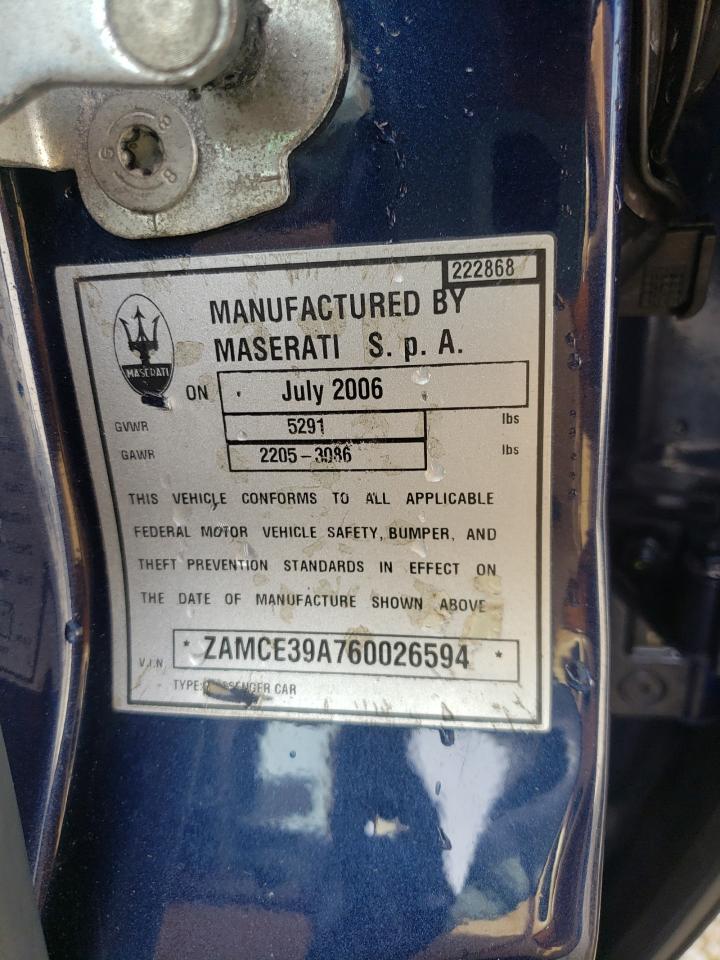 222868
MANUFACTURED BY
MASERATI S. p. A.
MASERATI
ON July 2006
GVWR 5291 lbs
GAWR 2205-3086 lbs
THIS VEHICLE CONFORMS TO ALL APPLICABLE
FEDERAL MOTOR VEHICLE SAFETY, BUMPER, AND
THEFT PREVENTION STANDARDS IN EFFECT ON
THE DATE OF MANUFACTURE SHOWN ABOVE
V.I.N. * ZAMCE39A760026594 *
TYPE: PASSENGER CAR